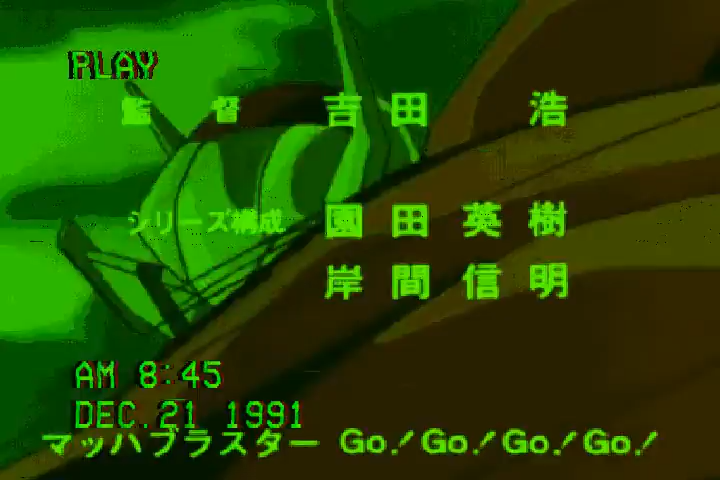 PLAY
監督 吉田 浩
シリーズ構成 園田英樹
岸間信明
AM 8:45
DEC.21 1991
マッハブラスター Go!Go!Go!Go!